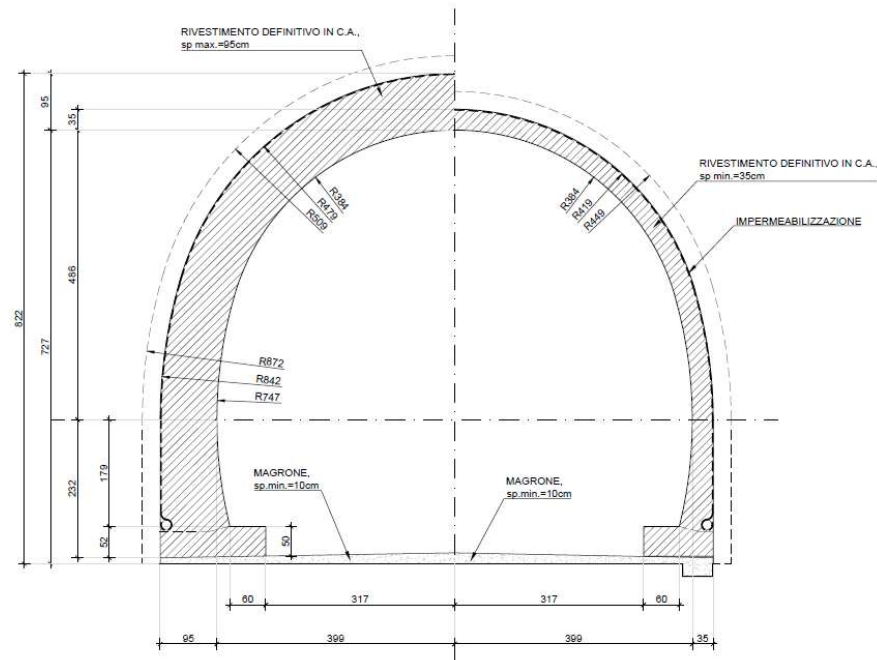 RIVESTIMENTO DEFINITIVO IN C.A.,
sp max.=95cm
RIVESTIMENTO DEFINITIVO IN C.A.,
sp min.=35cm
IMPERMEABILIZZAZIONE
R384
R479
R509
R384
R419
R449
R872
R842
R747
MAGRONE,
sp.min.=10cm
MAGRONE,
sp.min.=10cm
95
35
486
822
727
232
179
52
50
60
317
317
60
95
399
399
35